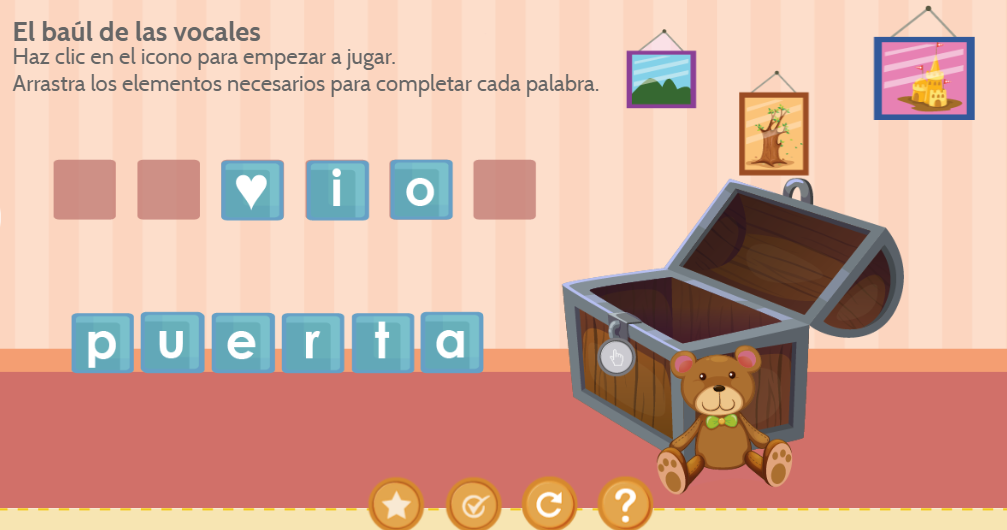 El baúl de las vocales
Haz clic en el icono para empezar a jugar.
Arrastra los elementos necesarios para completar cada palabra.
♥ i o
p u e r t a
?